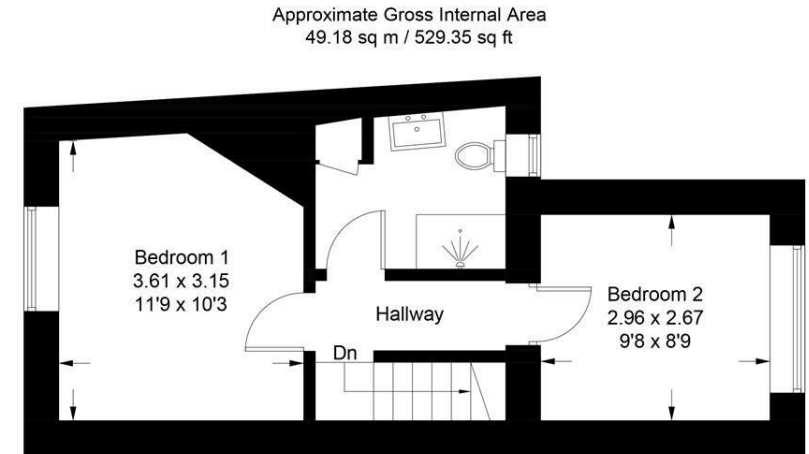 Approximate Gross Internal Area
49.18 sq m / 529.35 sq ft
Bedroom 1
3.61 x 3.15
11'9 x 10'3
Hallway
Dn
Bedroom 2
2.96 x 2.67
9'8 x 8'9